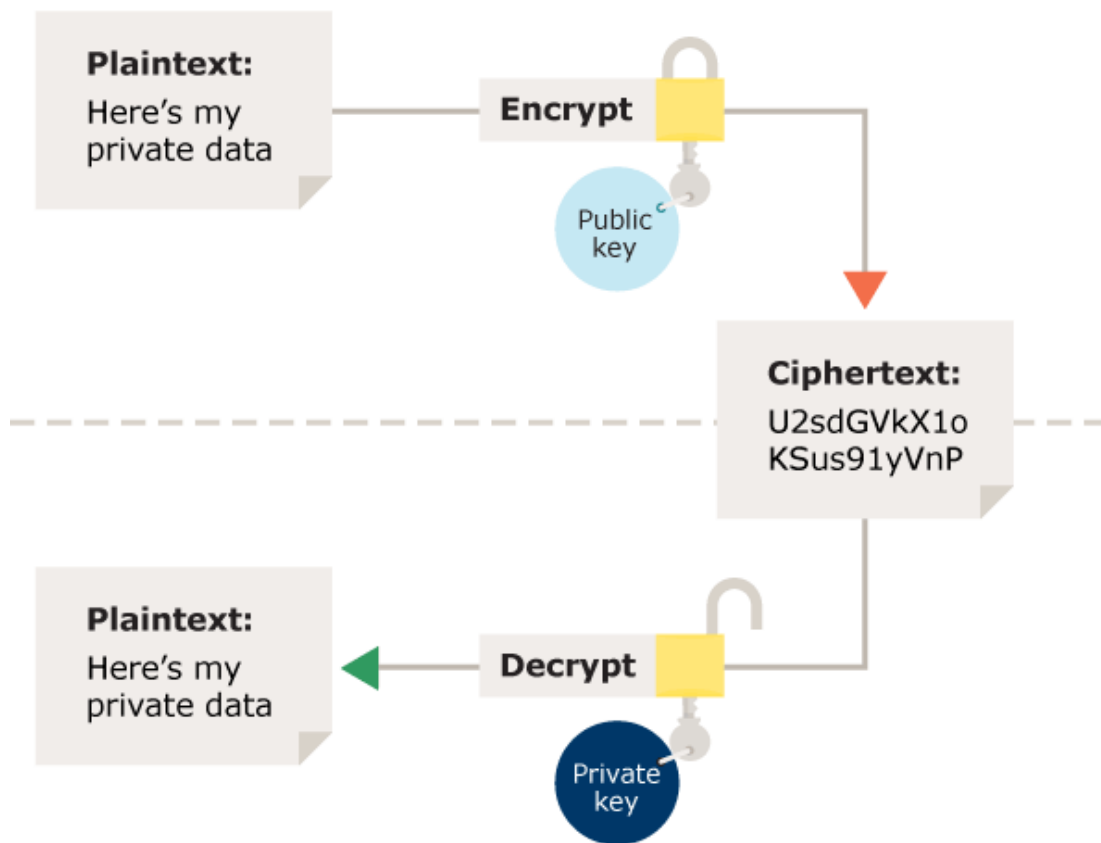 Plaintext:
Here’s my
private data
Encrypt
Public
key
Ciphertext:
U2sdGVkX1o
KSus91yVnP
Plaintext:
Here’s my
private data
Decrypt
Private
key